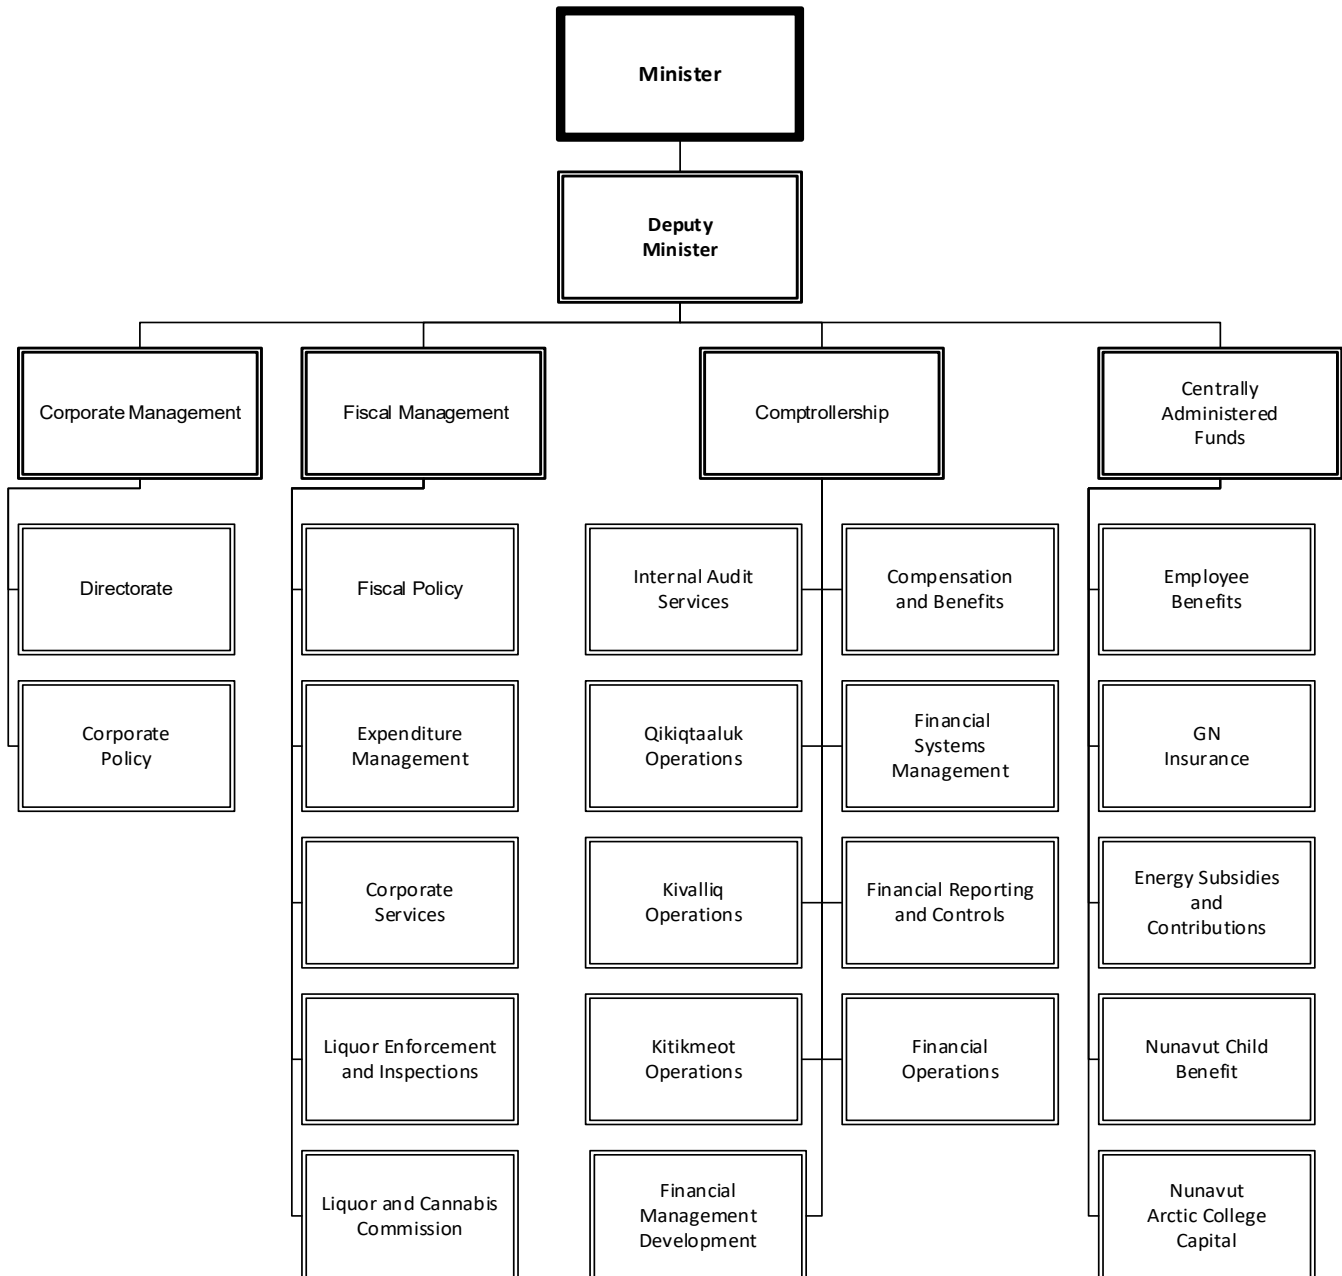 Minister
Deputy
Minister
Corporate Management
Fiscal Management
Comptrollership
Centrally
Administered
Funds
Directorate
Fiscal Policy
Internal Audit
Services
Compensation
and Benefits
Employee
Benefits
Corporate
Policy
Expenditure
Management
Qikiqtaaluk
Operations
Financial
Systems
Management
GN
Insurance
Corporate
Services
Kivalliq
Operations
Financial Reporting
and Controls
Energy Subsidies
and
Contributions
Liquor Enforcement
and Inspections
Kitikmeot
Operations
Financial
Operations
Nunavut Child
Benefit
Liquor and Cannabis
Commission
Financial
Management
Development
Nunavut
Arctic College
Capital